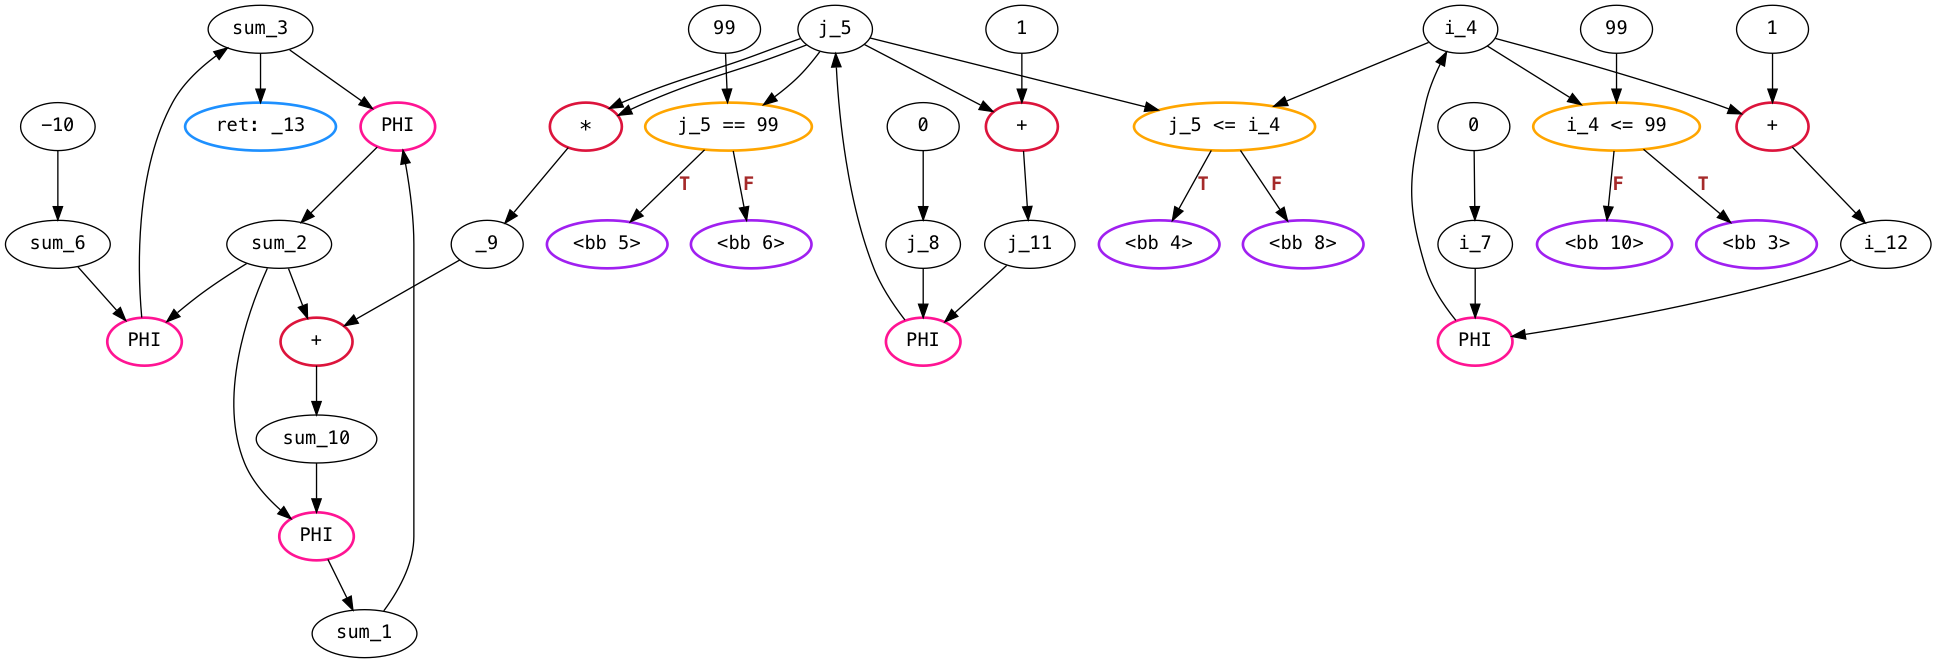 sum_3
99
j_5
1
i_4
99
1
−10
ret: _13
PHI
*
j_5 == 99
0
+
j_5 <= i_4
0
i_4 <= 99
+
T
F
T
F
F
T
sum_6
sum_2
_9
<bb 5>
<bb 6>
j_8
j_11
<bb 4>
<bb 8>
i_7
<bb 10>
<bb 3>
i_12
PHI
+
PHI
PHI
sum_10
PHI
sum_1